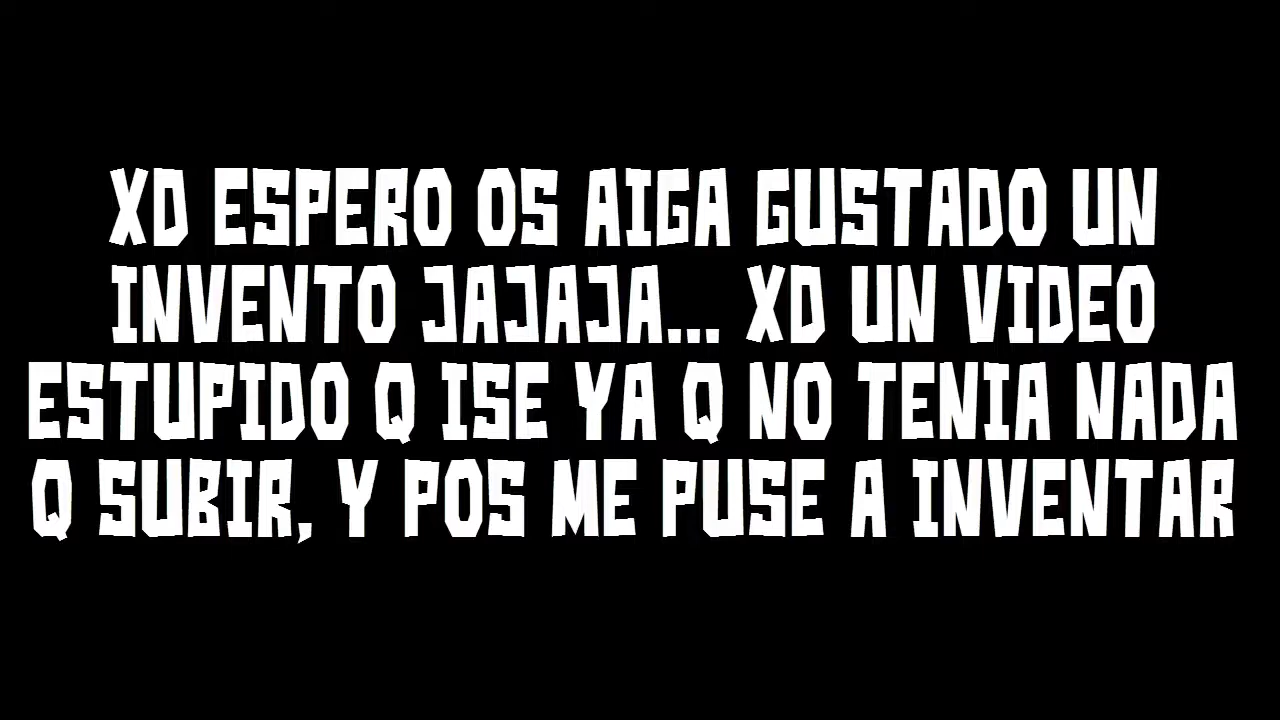 XD ESPERO OS AIGA GUSTADO UN
INVENTO JAJAJA... XD UN VIDEO
ESTUPIDO Q ISE YA Q NO TENIA NADA
Q SUBIR, Y POS ME PUSE A INVENTAR